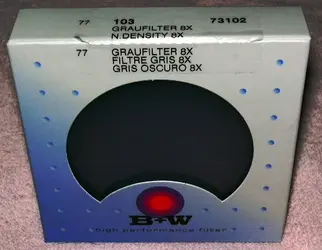 77 103 73102
GRAUFILTER 8X
N.DENSITY 8X
77 GRAUFILTER 8X
FILTRE GRIS 8X
GRIS OSCURO 8X
B+W
high performance filter